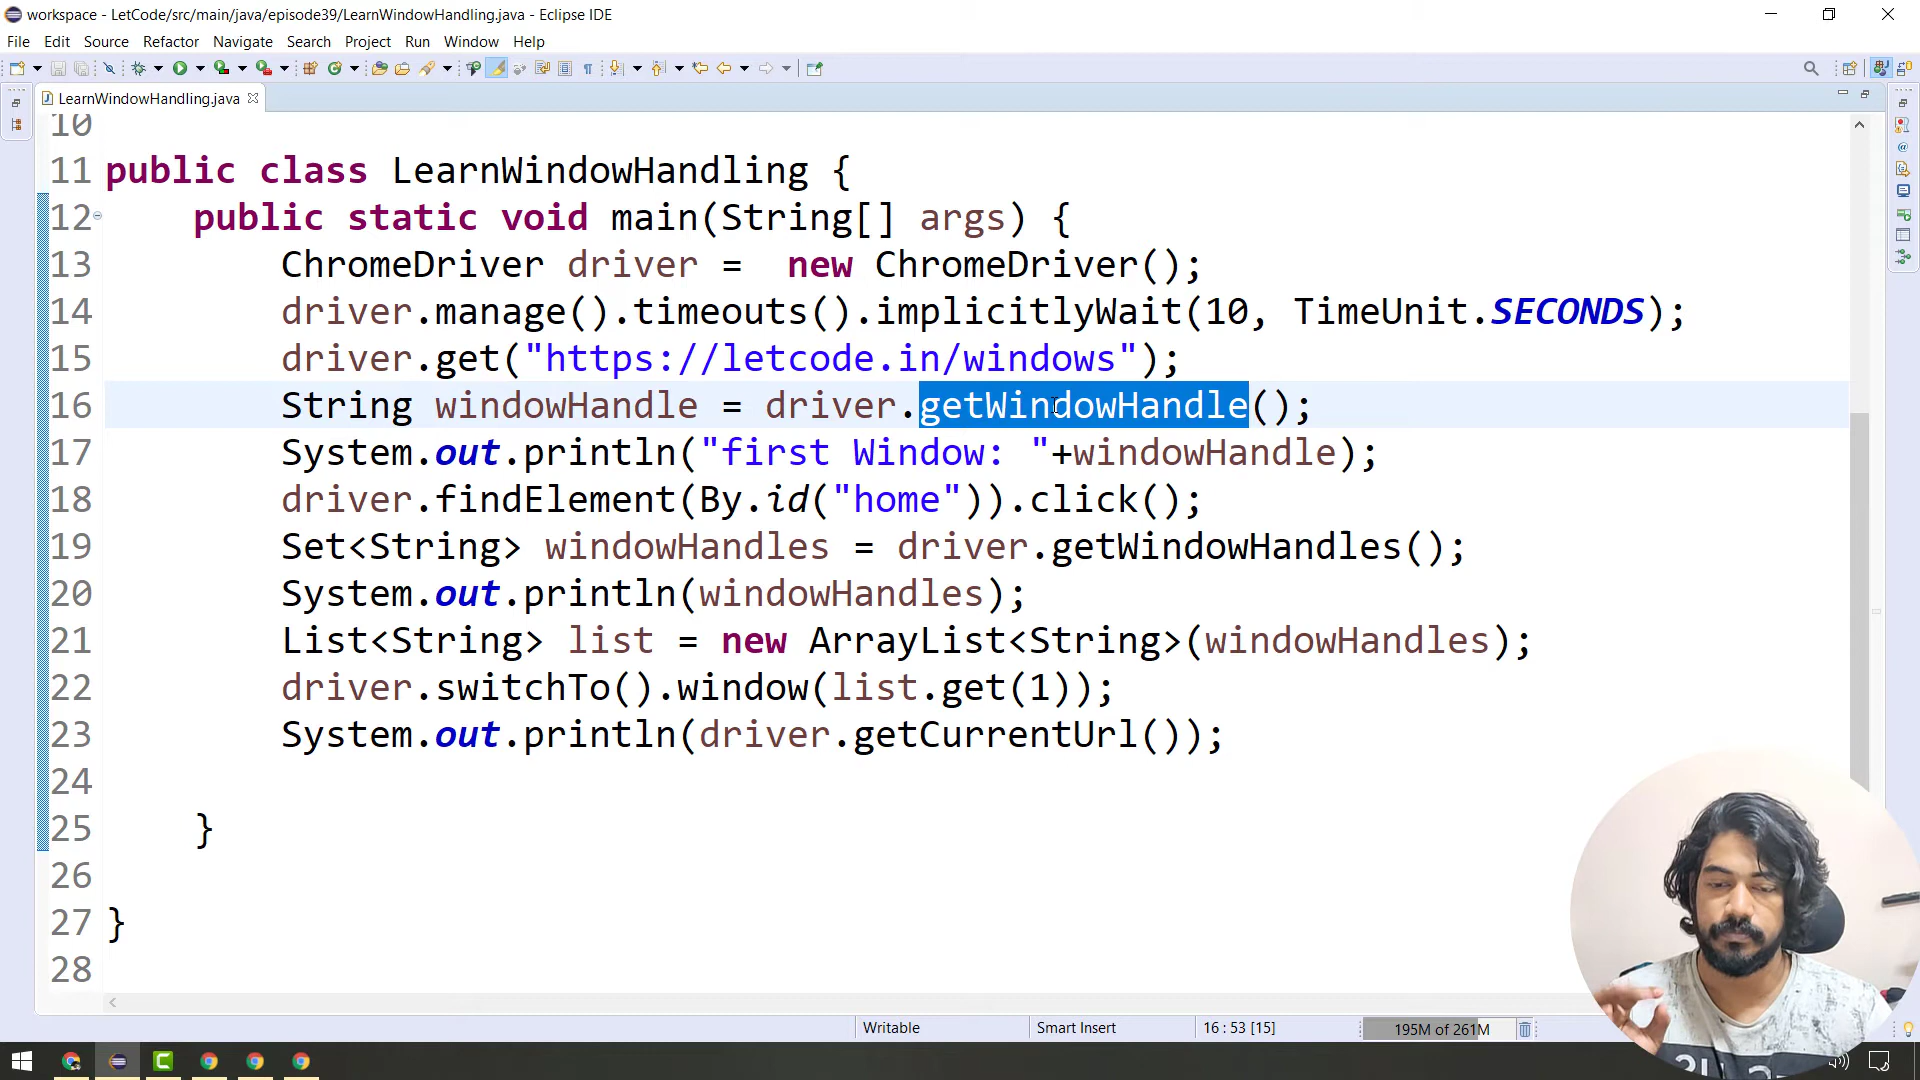 workspace - LetCode/src/main/java/episode39/LearnWindowHandling.java - Eclipse IDE
File Edit Source Refactor Navigate Search Project Run Window Help
LearnWindowHandling.java
10
11 public class LearnWindowHandling {
12 public static void main(String[] args) {
13 ChromeDriver driver =  new ChromeDriver();
14 driver.manage().timeouts().implicitlyWait(10, TimeUnit.SECONDS);
15 driver.get("https://letcode.in/windows");
16 String windowHandle = driver.getWindowHandle();
17 System.out.println("first Window: "+windowHandle);
18 driver.findElement(By.id("home")).click();
19 Set<String> windowHandles = driver.getWindowHandles();
20 System.out.println(windowHandles);
21 List<String> list = new ArrayList<String>(windowHandles);
22 driver.switchTo().window(list.get(1));
23 System.out.println(driver.getCurrentUrl());
24
25 }
26
27 }
28
Writable Smart Insert 16 : 53 [15] 195M of 261M